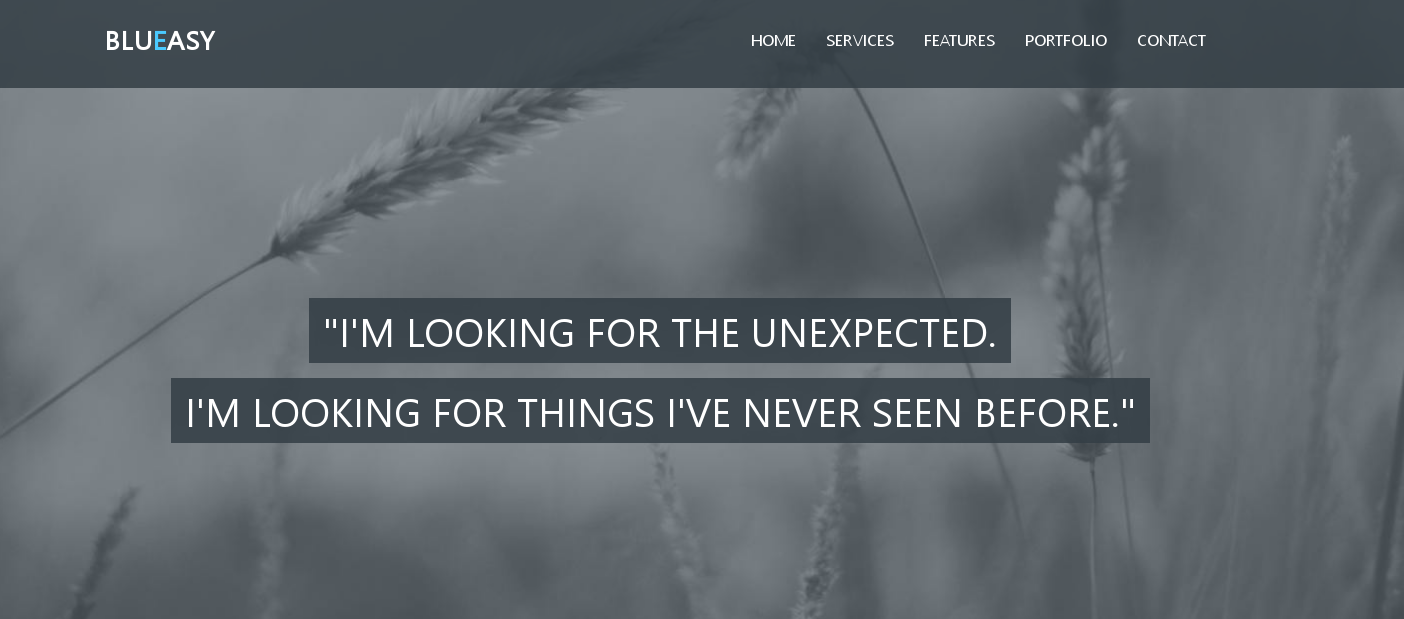 BLUEASY
HOME SERVICES FEATURES PORTFOLIO CONTACT
"I'M LOOKING FOR THE UNEXPECTED.
I'M LOOKING FOR THINGS I'VE NEVER SEEN BEFORE."